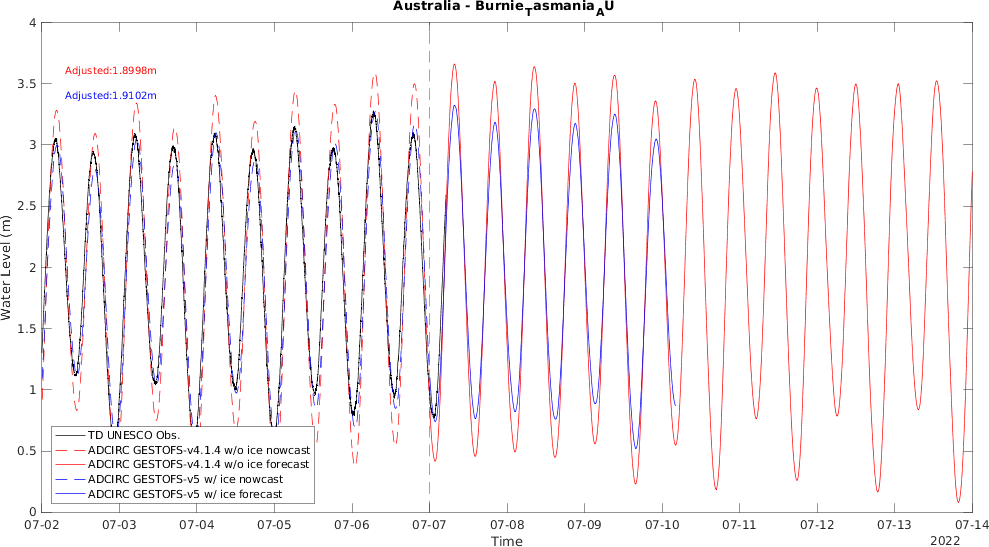 Australia - Burnie_Tasmania_AU
4
3.5
3
2.5
2
1.5
1
0.5
0
Water Level (m)
Adjusted:1.8998m
Adjusted:1.9102m
TD UNESCO Obs.
ADCIRC GESTOFS-v4.1.4 w/o ice nowcast
ADCIRC GESTOFS-v4.1.4 w/o ice forecast
ADCIRC GESTOFS-v5 w/ ice nowcast
ADCIRC GESTOFS-v5 w/ ice forecast
07-02 07-03 07-04 07-05 07-06 07-07 07-08 07-09 07-10 07-11 07-12 07-13 07-14
Time
2022